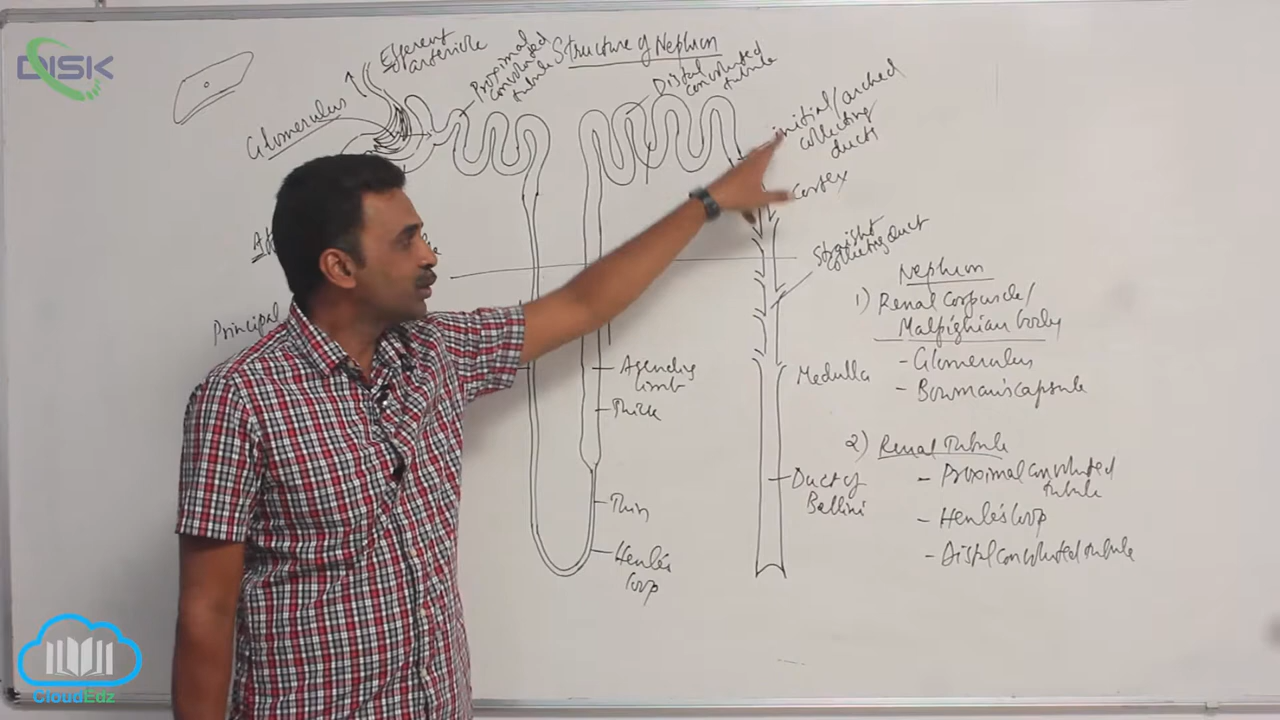 DISK
Structure of Nephron
Efferent
arteriole
Glomerulus
Proximal
convoluted
tubule
Distal
convoluted
tubule
initial/arched
collecting
ducts
Cortex
Straight
collecting duct
Principal
Ascending
limb
Thick
Thin
Henle's
loop
Medulla
Duct of
Bellini
Nephron
1) Renal Corpuscle/
Malpighian body
- Glomerulus
- Bowman's capsule
2) Renal Tubule
- Proximal convoluted
tubule
- Henle's loop
- Distal convoluted tubule
CloudEdz